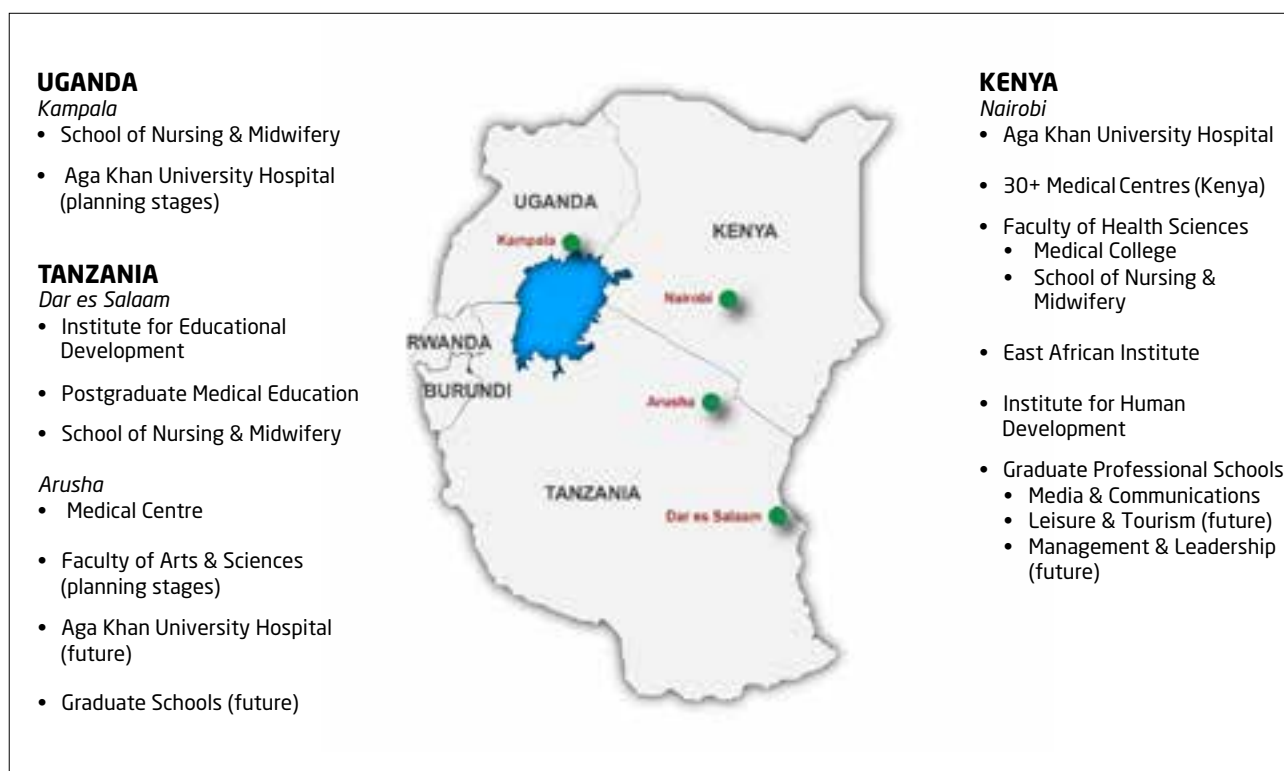 UGANDA
Kampala
• School of Nursing & Midwifery
• Aga Khan University Hospital
(planning stages)
TANZANIA
Dar es Salaam
• Institute for Educational
Development
• Postgraduate Medical Education
• School of Nursing & Midwifery
Arusha
• Medical Centre
• Faculty of Arts & Sciences
(planning stages)
• Aga Khan University Hospital
(future)
• Graduate Schools (future)
UGANDA
Kampala
KENYA
Nairobi
RWANDA
BURUNDI
Arusha
TANZANIA
Dar es Salaam
KENYA
Nairobi
• Aga Khan University Hospital
• 30+ Medical Centres (Kenya)
• Faculty of Health Sciences
• Medical College
• School of Nursing &
Midwifery
• East African Institute
• Institute for Human
Development
• Graduate Professional Schools
• Media & Communications
• Leisure & Tourism (future)
• Management & Leadership
(future)